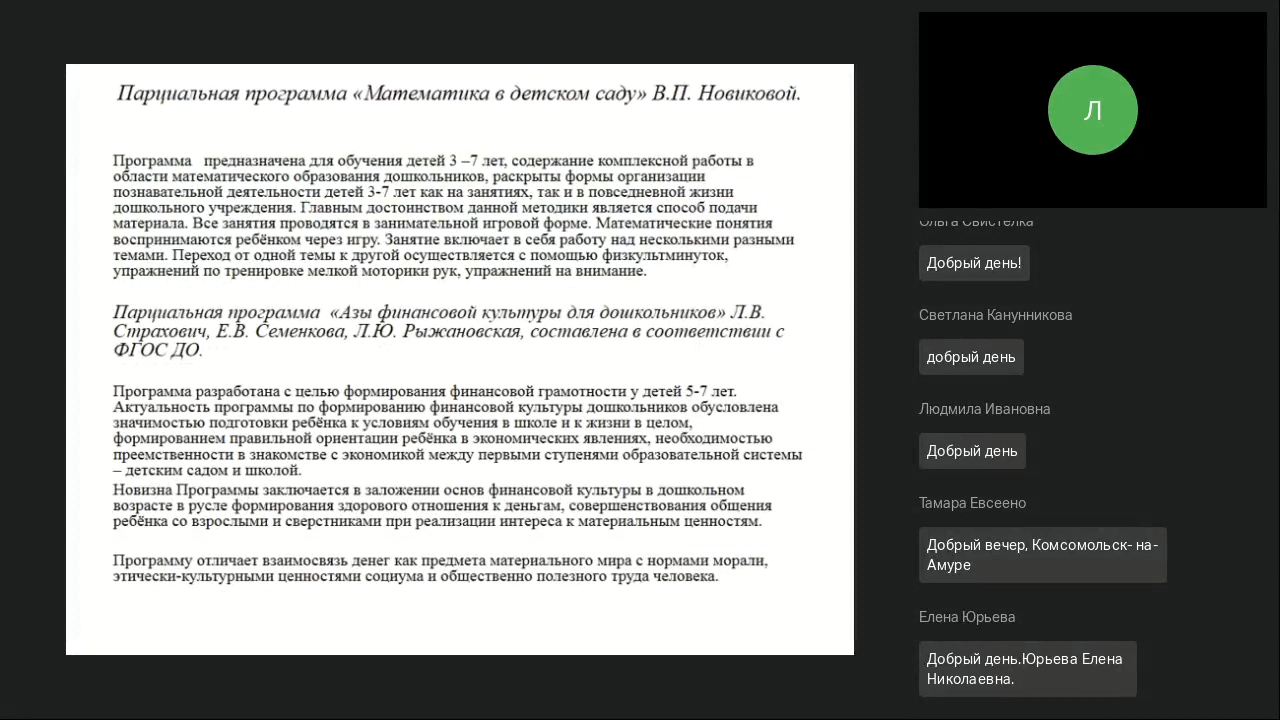 Парциальная программа «Математика в детском саду» В.П. Новиковой.
Программа предназначена для обучения детей 3 –7 лет, содержание комплексной работы в
области математического образования дошкольников, раскрыты формы организации
познавательной деятельности детей 3-7 лет как на занятиях, так и в повседневной жизни
дошкольного учреждения. Главным достоинством данной методики является способ подачи
материала. Все занятия проводятся в занимательной игровой форме. Математические понятия
воспринимаются ребёнком через игру. Занятие включает в себя работу над несколькими разными
темами. Переход от одной темы к другой осуществляется с помощью физкультминуток,
упражнений по тренировке мелкой моторики рук, упражнений на внимание.
Парциальная программа «Азы финансовой культуры для дошкольников» Л.В.
Страхович, Е.В. Семенкова, Л.Ю. Рыжановская, составлена в соответствии с
ФГОС ДО.
Программа разработана с целью формирования финансовой грамотности у детей 5-7 лет.
Актуальность программы по формированию финансовой культуры дошкольников обусловлена
значимостью подготовки ребёнка к условиям обучения в школе и к жизни в целом,
формированием правильной ориентации ребёнка в экономических явлениях, необходимостью
преемственности в знакомстве с экономикой между первыми ступенями образовательной системы
– детским садом и школой.
Новизна Программы заключается в заложении основ финансовой культуры в дошкольном
возрасте в русле формирования здорового отношения к деньгам, совершенствования общения
ребёнка со взрослыми и сверстниками при реализации интереса к материальным ценностям.
Программу отличает взаимосвязь денег как предмета материального мира с нормами морали,
этически-культурными ценностями социума и общественно полезного труда человека.
Л
Ольга Свистелка
Добрый день!
Светлана Канунникова
добрый день
Людмила Ивановна
Добрый день
Тамара Евсеено
Добрый вечер, Комсомольск- на-
Амуре
Елена Юрьева
Добрый день.Юрьева Елена
Николаевна.